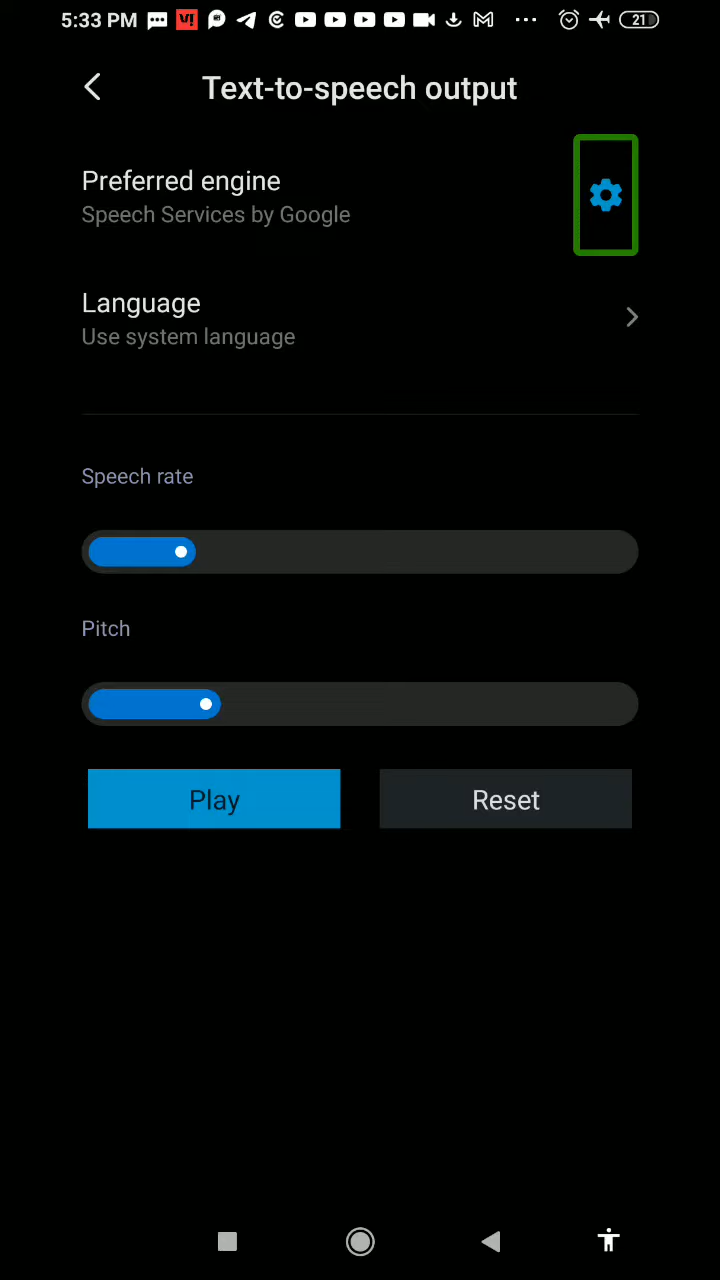 5:33 PM
21
Text-to-speech output
Preferred engine
Speech Services by Google
Language
Use system language
Speech rate
Pitch
Play
Reset